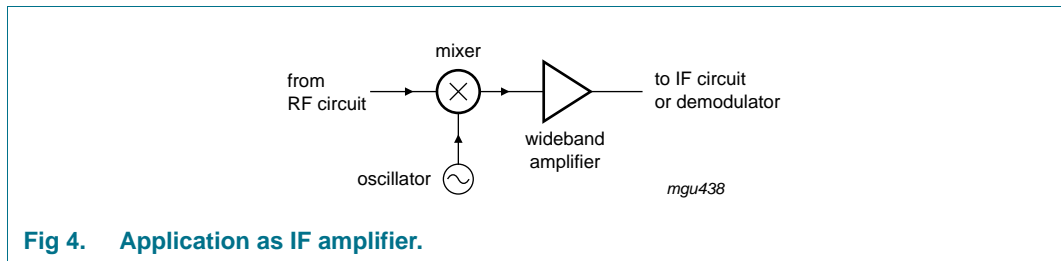 mixer
from
RF circuit
to IF circuit
or demodulator
wideband
amplifier
oscillator
mgu438
Fig 4. Application as IF amplifier.